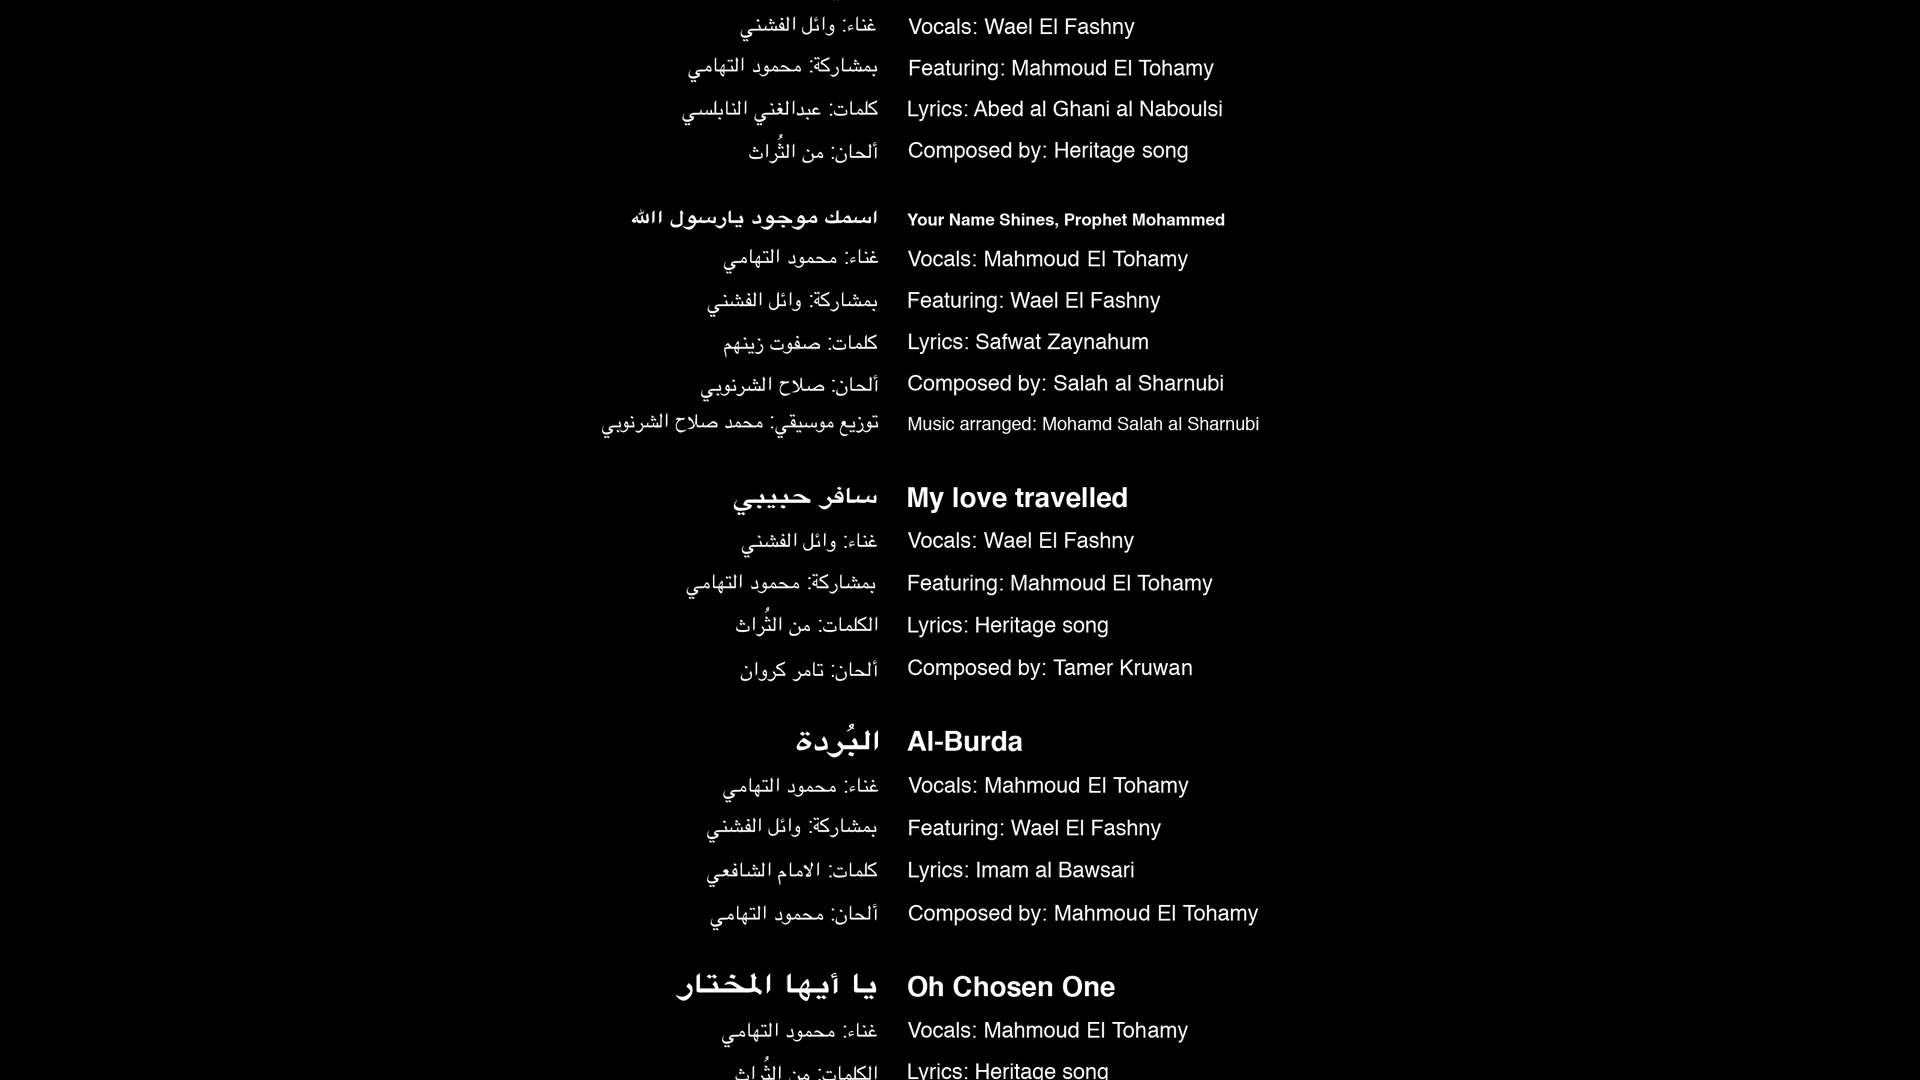 غناء: وائل الفشني Vocals: Wael El Fashny
بمشاركة: محمود التهامي Featuring: Mahmoud El Tohamy
كلمات: عبدالغني النابلسي Lyrics: Abed al Ghani al Naboulsi
ألحان: من التُراث Composed by: Heritage song
اسمك موجود يارسول االله Your Name Shines, Prophet Mohammed
غناء: محمود التهامي Vocals: Mahmoud El Tohamy
بمشاركة: وائل الفشني Featuring: Wael El Fashny
كلمات: صفوت زينهم Lyrics: Safwat Zaynahum
ألحان: صلاح الشرنوبي Composed by: Salah al Sharnubi
توزيع موسيقي: محمد صلاح الشرنوبي Music arranged: Mohamd Salah al Sharnubi
سافر حبيبي My love travelled
غناء: وائل الفشني Vocals: Wael El Fashny
بمشاركة: محمود التهامي Featuring: Mahmoud El Tohamy
الكلمات: من التُراث Lyrics: Heritage song
ألحان: تامر كروان Composed by: Tamer Kruwan
البُردة Al-Burda
غناء: محمود التهامي Vocals: Mahmoud El Tohamy
بمشاركة: وائل الفشني Featuring: Wael El Fashny
كلمات: الامام الشافعي Lyrics: Imam al Bawsari
ألحان: محمود التهامي Composed by: Mahmoud El Tohamy
يا أيها المختار Oh Chosen One
غناء: محمود التهامي Vocals: Mahmoud El Tohamy
الكلمات: من التُراث Lyrics: Heritage song